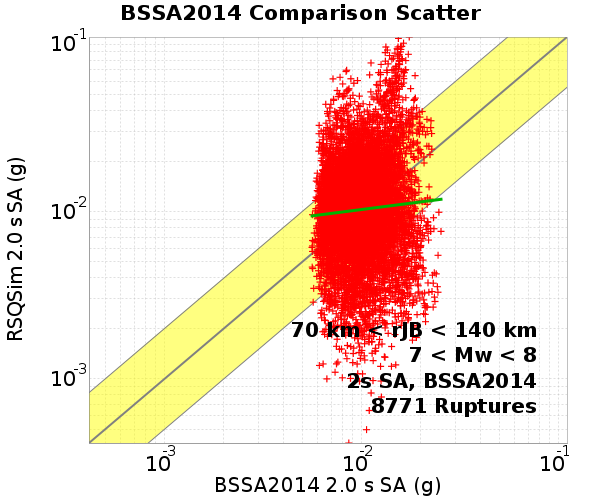 BSSA2014 Comparison Scatter
10-1
10-2
10-3
RSQSim 2.0 s SA (g)
70 km < rJB < 140 km
7 < Mw < 8
2s SA, BSSA2014
8771 Ruptures
10-3 10-2 10-1
BSSA2014 2.0 s SA (g)